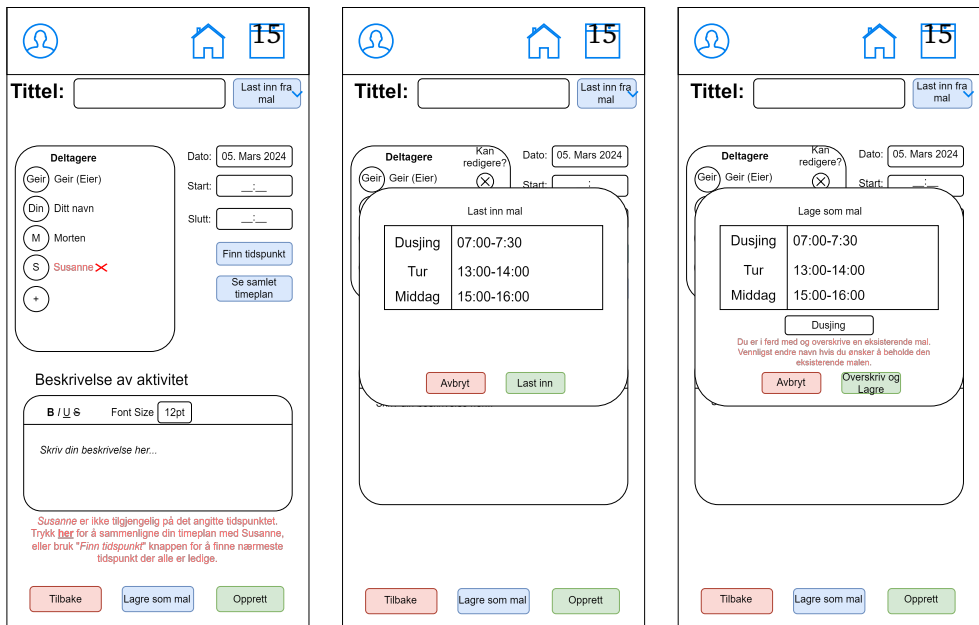 15
Tittel:
Last inn fra
mal
Deltagere
Geir Geir (Eier)
Din Ditt navn
M Morten
S Susanne
+
Dato: 05. Mars 2024
Start: __:__
Slutt: __:__
Finn tidspunkt
Se samlet
timeplan
Beskrivelse av aktivitet
B I U S Font Size 12pt
Skriv din beskrivelse her...
Susanne er ikke tilgjengelig på det angitte tidspunktet.
Trykk her for å sammenligne din timeplan med Susanne,
eller bruk "Finn tidspunkt" knappen for å finne nærmeste
tidspunkt der alle er ledige.
Tilbake
Lagre som mal
Opprett
15
Tittel:
Last inn fra
mal
Deltagere
Kan
redigere?
Geir Geir (Eier)
Dato: 05. Mars 2024
Start:
Last inn mal
Dusjing 07:00-7:30
Tur 13:00-14:00
Middag 15:00-16:00
Avbryt
Last inn
Tilbake
Lagre som mal
Opprett
15
Tittel:
Last inn fra
mal
Deltagere
Kan
redigere?
Geir Geir (Eier)
Dato: 05. Mars 2024
Start: __:__
Lage som mal
Dusjing 07:00-7:30
Tur 13:00-14:00
Middag 15:00-16:00
Dusjing
Du er i ferd med og overskrive en eksisterende mal.
Vennligst endre navn hvis du ønsker å beholde den
eksisterende malen.
Avbryt
Overskriv og
Lagre
Tilbake
Lagre som mal
Opprett